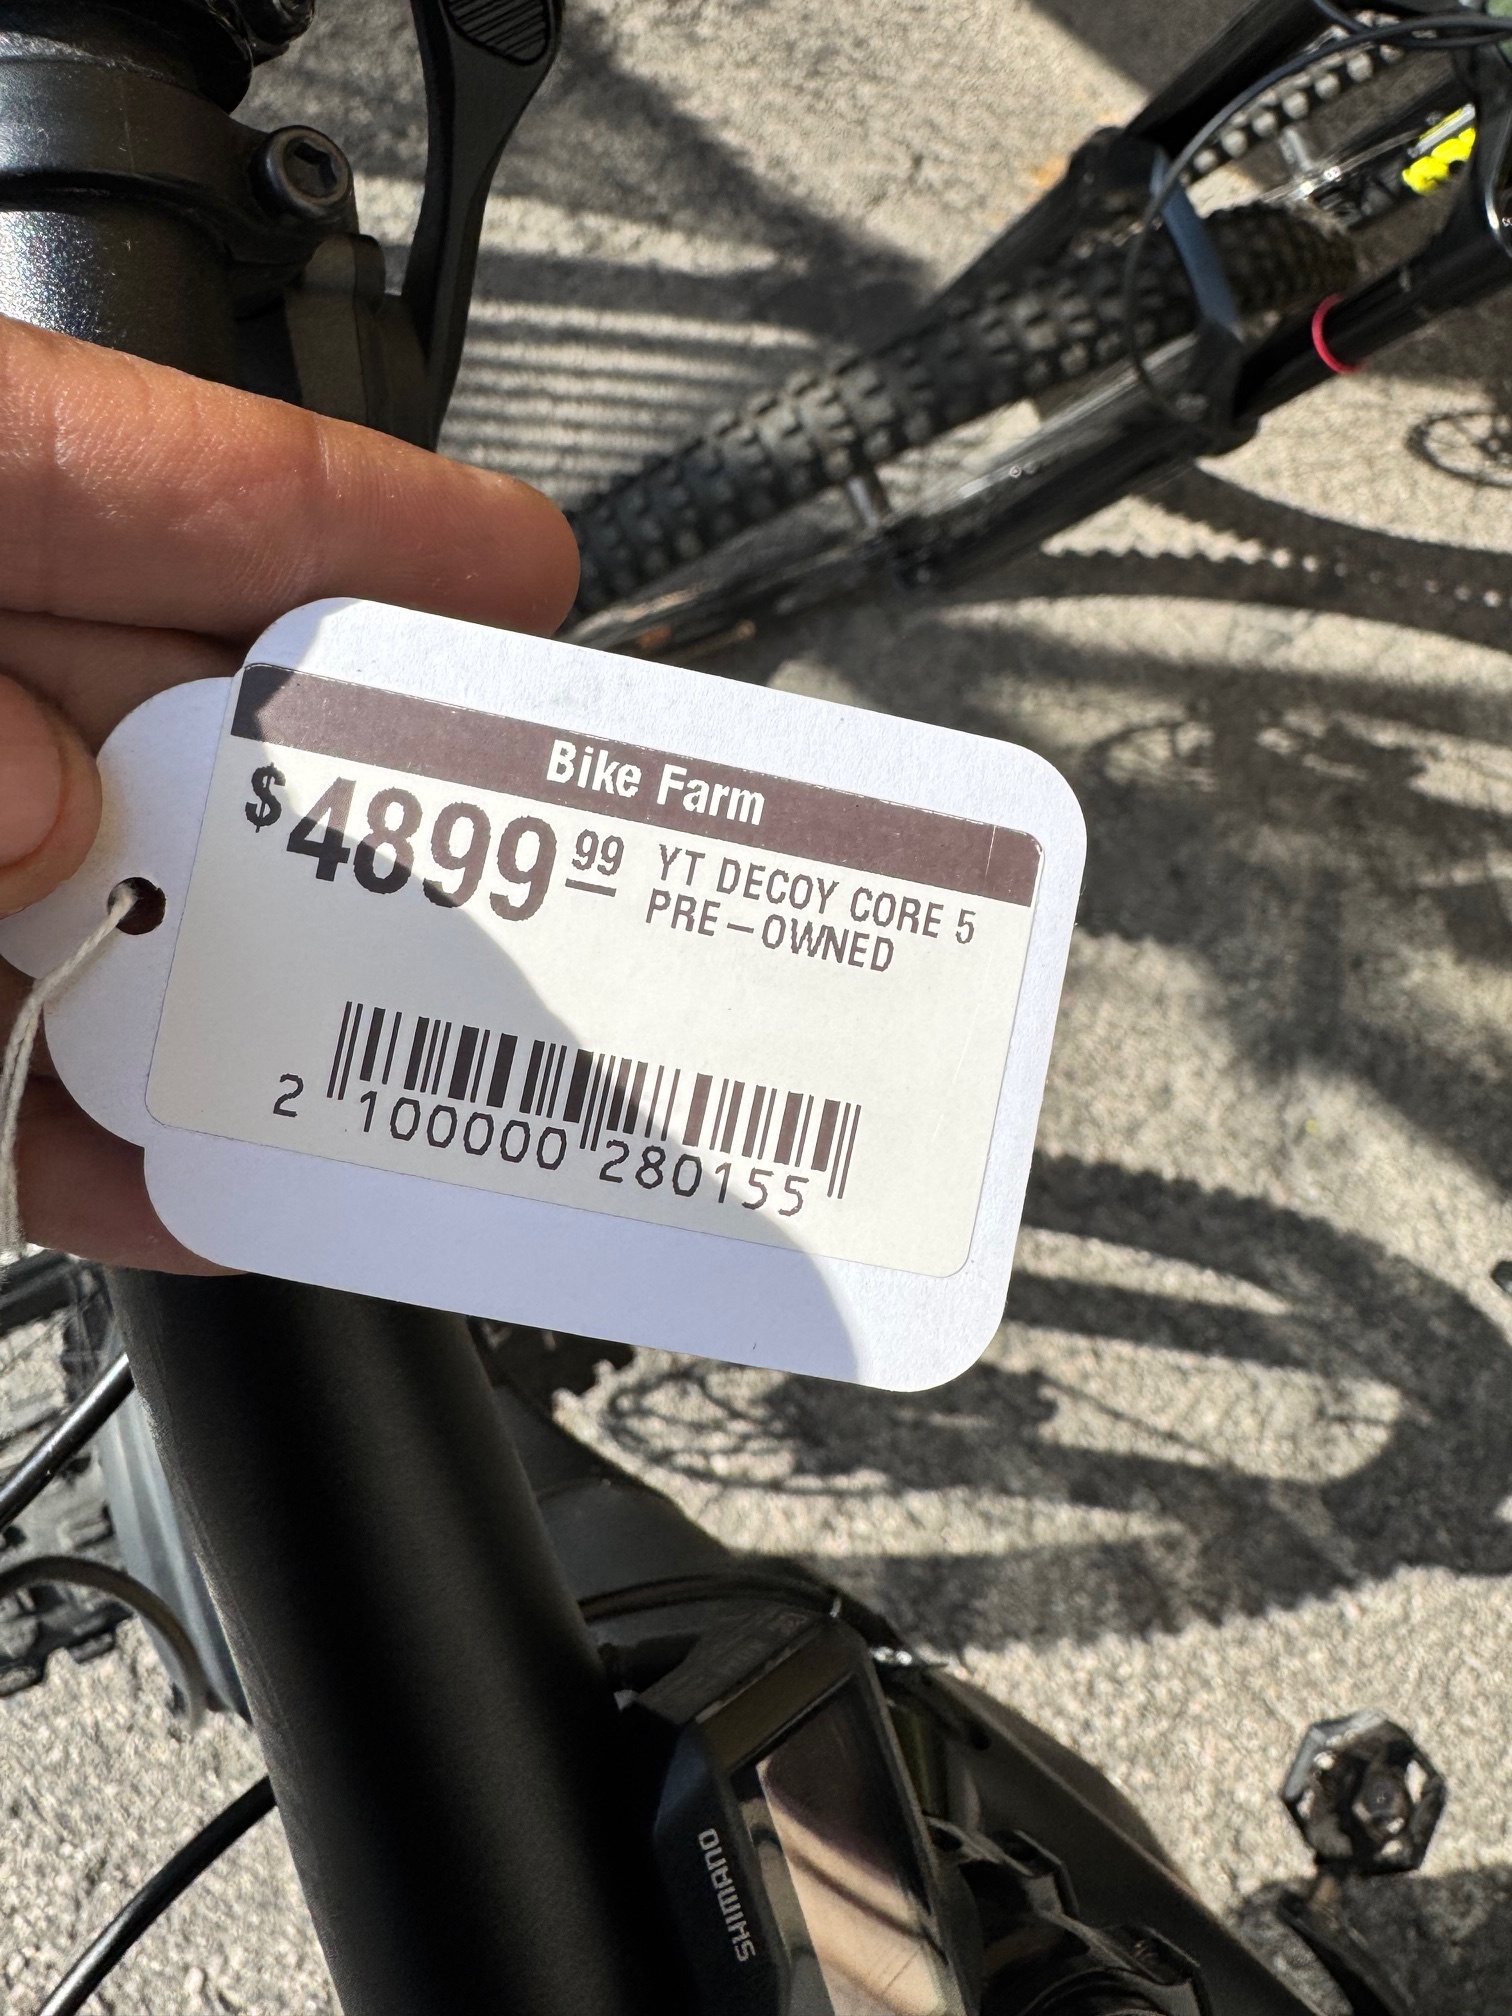 Bike Farm
$4899 99
YT DECOY CORE 5
PRE-OWNED
2 100000 280155
SHIMANO